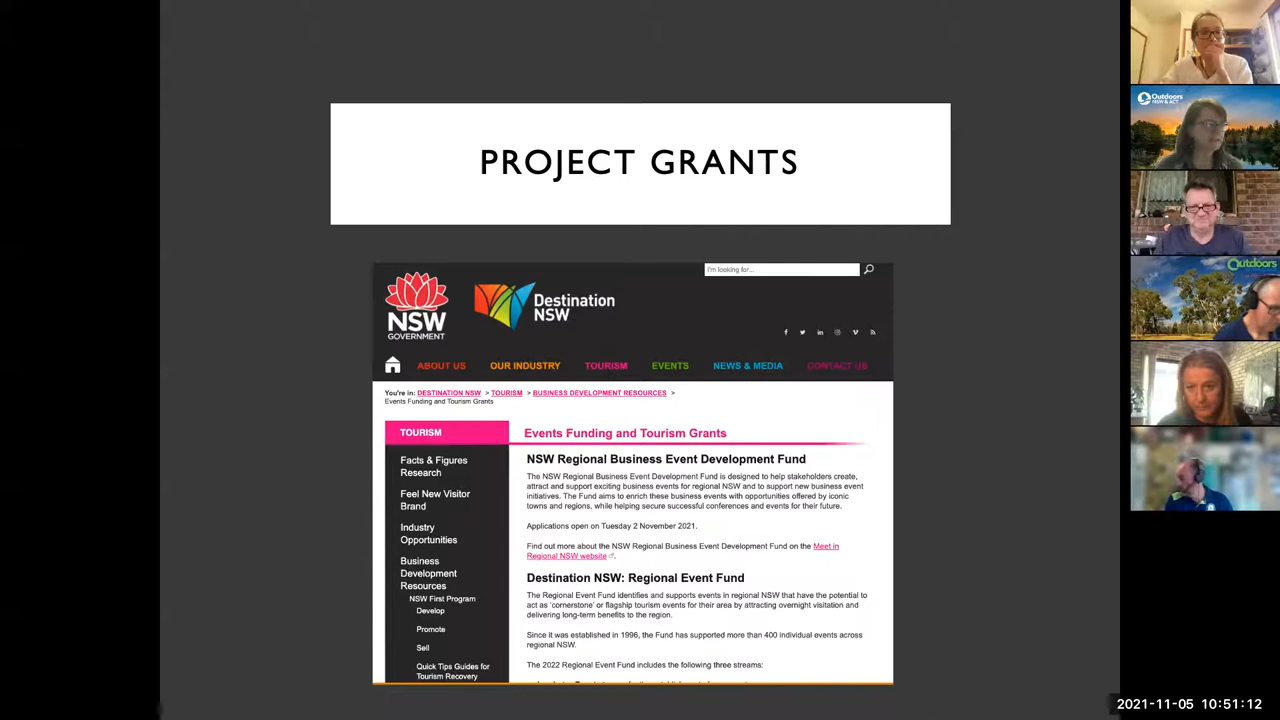 PROJECT GRANTS
I'm looking for...
NSW
GOVERNMENT
Destination
NSW
ABOUT US OUR INDUSTRY TOURISM EVENTS NEWS & MEDIA CONTACT US
You're in: DESTINATION NSW > TOURISM > BUSINESS DEVELOPMENT RESOURCES >
Events Funding and Tourism Grants
TOURISM
Facts & Figures
Research
Feel New Visitor
Brand
Industry
Opportunities
Business
Development
Resources
NSW First Program
Develop
Promote
Sell
Quick Tips Guides for
Tourism Recovery
Events Funding and Tourism Grants
NSW Regional Business Event Development Fund
The NSW Regional Business Event Development Fund is designed to help stakeholders create,
attract and support exciting business events for regional NSW and to support new business event
initiatives. The Fund aims to enrich these business events with opportunities offered by iconic
towns and regions, while helping secure successful conferences and events for their future.
Applications open on Tuesday 2 November 2021.
Find out more about the NSW Regional Business Event Development Fund on the Meet in
Regional NSW website.
Destination NSW: Regional Event Fund
The Regional Event Fund identifies and supports events in regional NSW that have the potential to
act as 'cornerstone' or flagship tourism events for their area by attracting overnight visitation and
delivering long-term benefits to the region.
Since it was established in 1996, the Fund has supported more than 400 individual events across
regional NSW.
The 2022 Regional Event Fund includes the following three streams:
Outdoors
NSW & ACT
Outdoors
2021-11-05 10:51:12